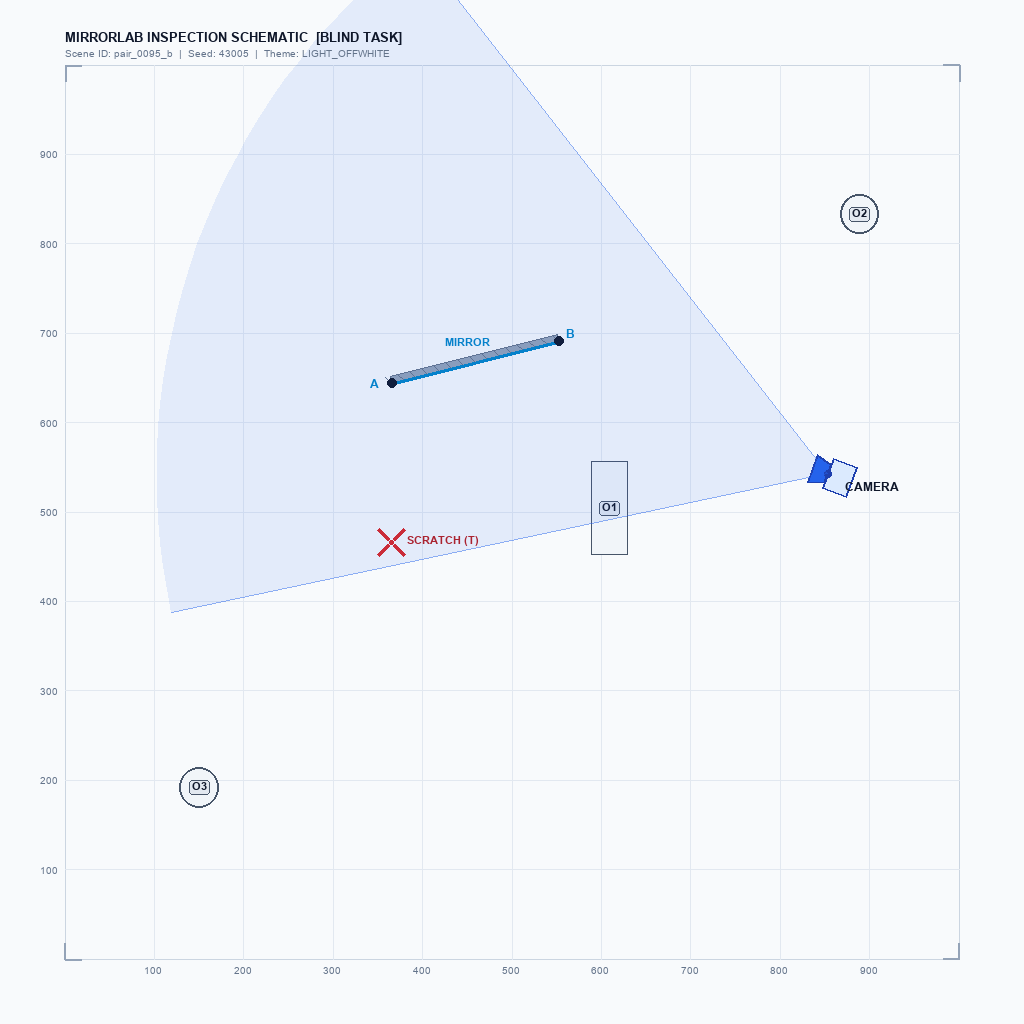 MIRRORLAB INSPECTION SCHEMATIC [BLIND TASK]
Scene ID: pair_0095_b | Seed: 43005 | Theme: LIGHT_OFFWHITE
900
800
700
600
500
400
300
200
100
O2
B
MIRROR
A
CAMERA
O1
SCRATCH (T)
O3
100 200 300 400 500 600 700 800 900